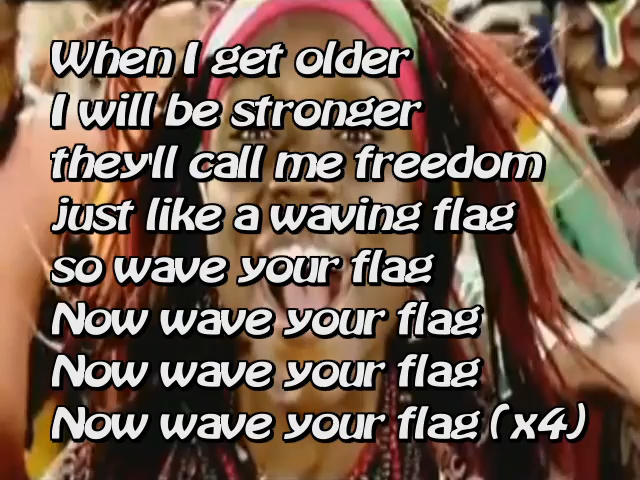 When I get older
I will be stronger
they'll call me freedom
just like a waving flag
so wave your flag
Now wave your flag
Now wave your flag
Now wave your flag (x4)